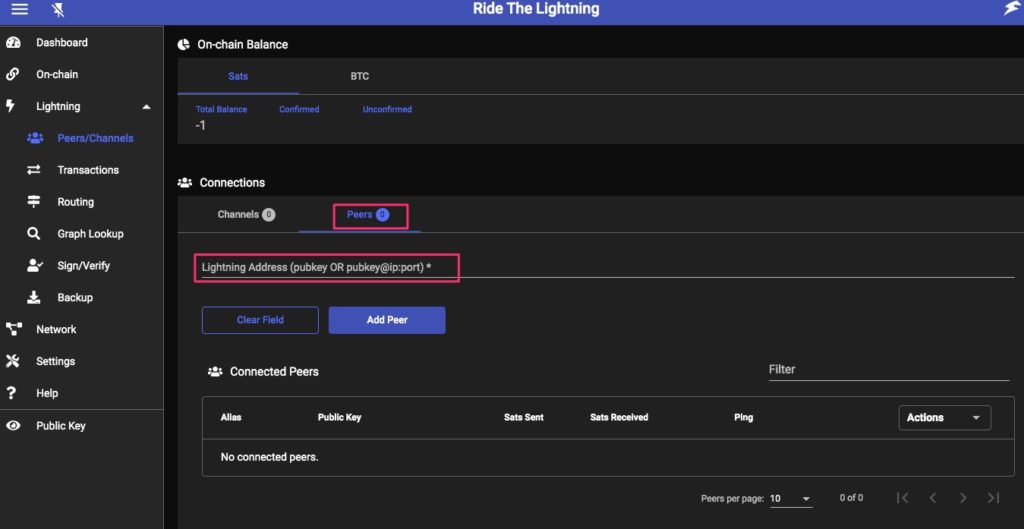 Ride The Lightning
Dashboard
On-chain
Lightning
Peers/Channels
Transactions
Routing
Graph Lookup
Sign/Verify
Backup
Network
Settings
Help
Public Key
On-chain Balance
Sats BTC
Total Balance Confirmed Unconfirmed
-1
Connections
Channels 0 Peers 0
Lightning Address (pubkey OR pubkey@ip:port) *
Clear Field Add Peer
Connected Peers Filter
Alias Public Key Sats Sent Sats Received Ping Actions
No connected peers.
Peers per page: 10 0 of 0